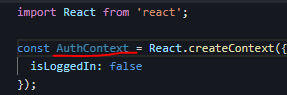 import React from 'react';
const AuthContext = React.createContext({
isLoggedIn: false
});